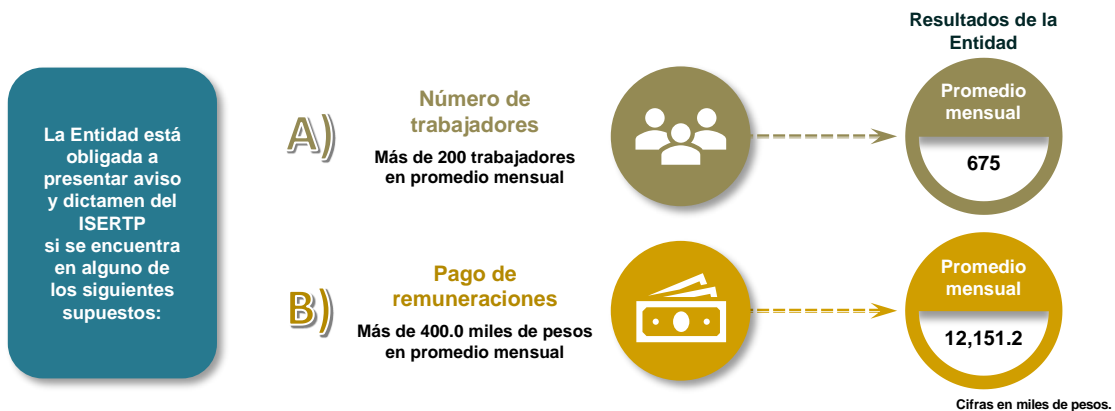 La Entidad está
obligada a
presentar aviso
y dictamen del
ISERTP
si se encuentra
en alguno de
los siguientes
supuestos:
A)
Número de
trabajadores
Más de 200 trabajadores
en promedio mensual
Resultados de la
Entidad
Promedio
mensual
675
B)
Pago de
remuneraciones
Más de 400.0 miles de pesos
en promedio mensual
Promedio
mensual
12,151.2
Cifras en miles de pesos.